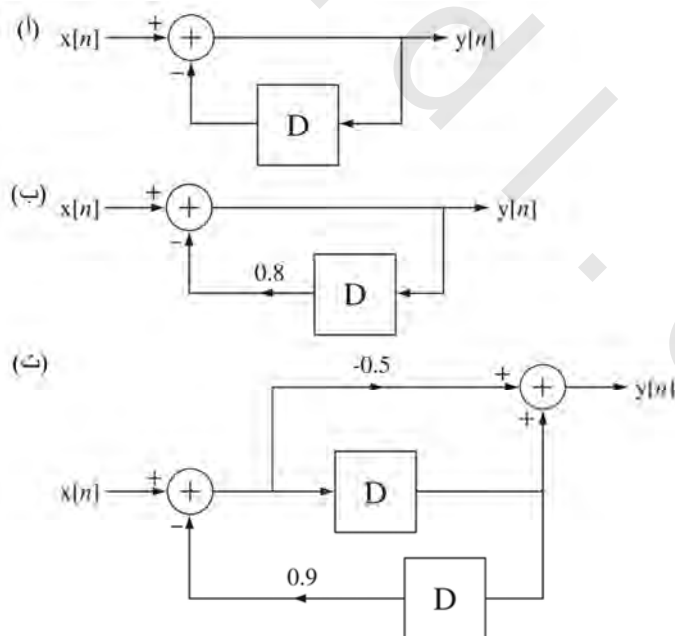 (أ) x[n] + + y[n]
−
D
(ب) x[n] + + y[n]
−
0.8
D
(ت)
-0.5
+ + y[n]
+
x[n] + + D
−
0.9
D